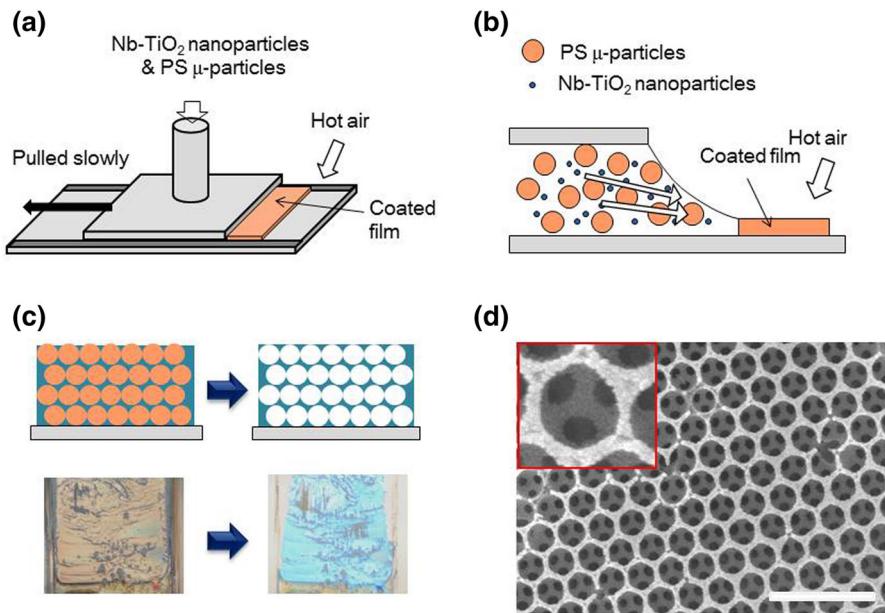 (a)
Nb-TiO2 nanoparticles
& PS μ-particles
Hot air
Pulled slowly
Coated
film
(b)
PS μ-particles
Nb-TiO2 nanoparticles
Hot air
Coated film
(c)
(d)